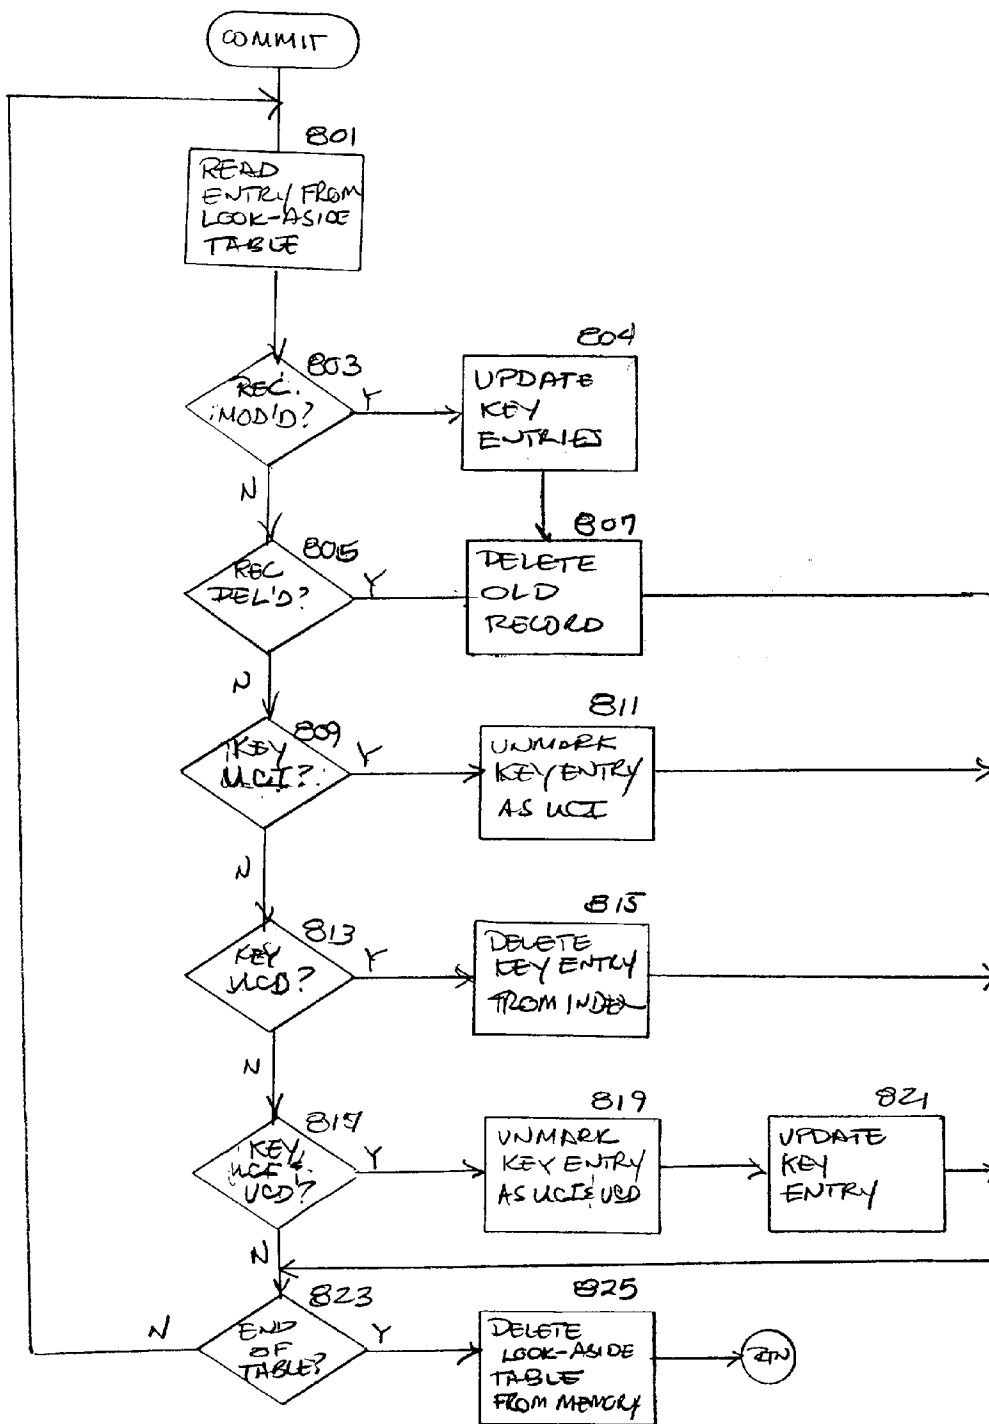 COMMIT
801
READ
ENTRY FROM
LOOK-ASIDE
TABLE
803
REC.
MOD'D?
Y
N
804
UPDATE
KEY
ENTRIES
805
REC
DEL'D?
Y
N
807
DELETE
OLD
RECORD
809
KEY
UCI?
Y
N
811
UNMARK
KEY ENTRY
AS UCI
813
KEY
UCD?
Y
N
815
DELETE
KEY ENTRY
FROM INDEX
817
KEY
UCI &
UCD?
Y
N
819
UNMARK
KEY ENTRY
AS UCI & UCD
821
UPDATE
KEY
ENTRY
823
END
OF
TABLE?
N
Y
825
DELETE
LOOK-ASIDE
TABLE
FROM MEMORY
RTN